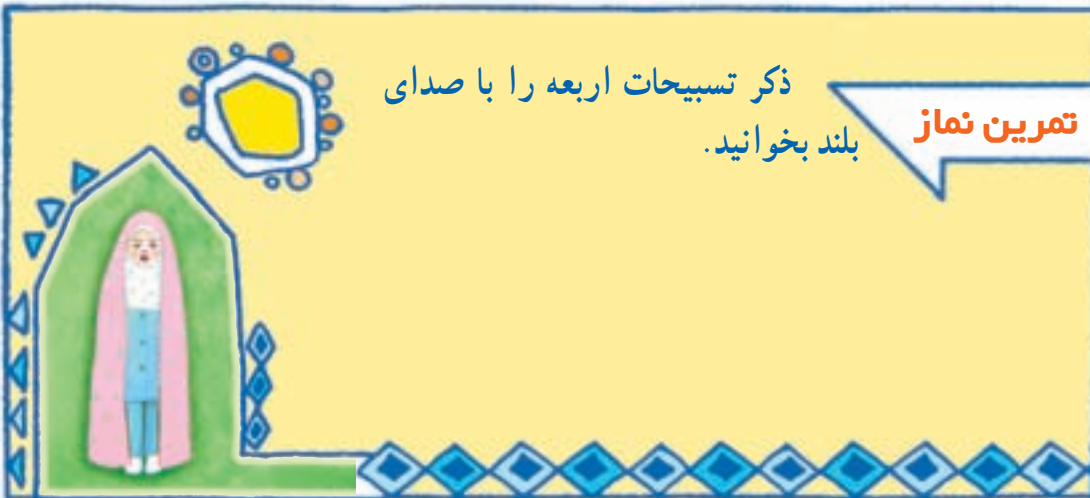 تمرین نماز
ذکر تسبیحات اربعه را با صدای
بلند بخوانید.